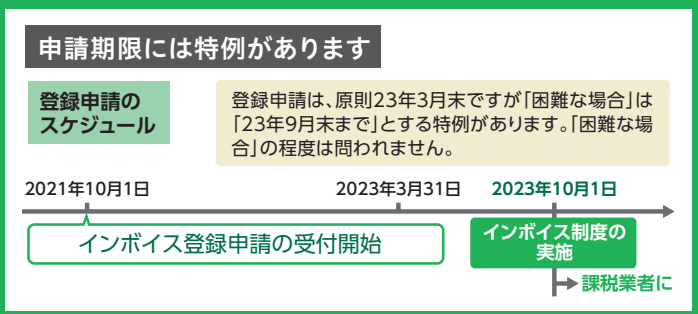 申請期限には特例があります
登録申請の
スケジュール
登録申請は、原則23年3月末ですが「困難な場合」は
「23年9月末まで」とする特例があります。「困難な場
合」の程度は問われません。
2021年10月1日
2023年3月31日
2023年10月1日
インボイス登録申請の受付開始
インボイス制度の
実施
課税業者に